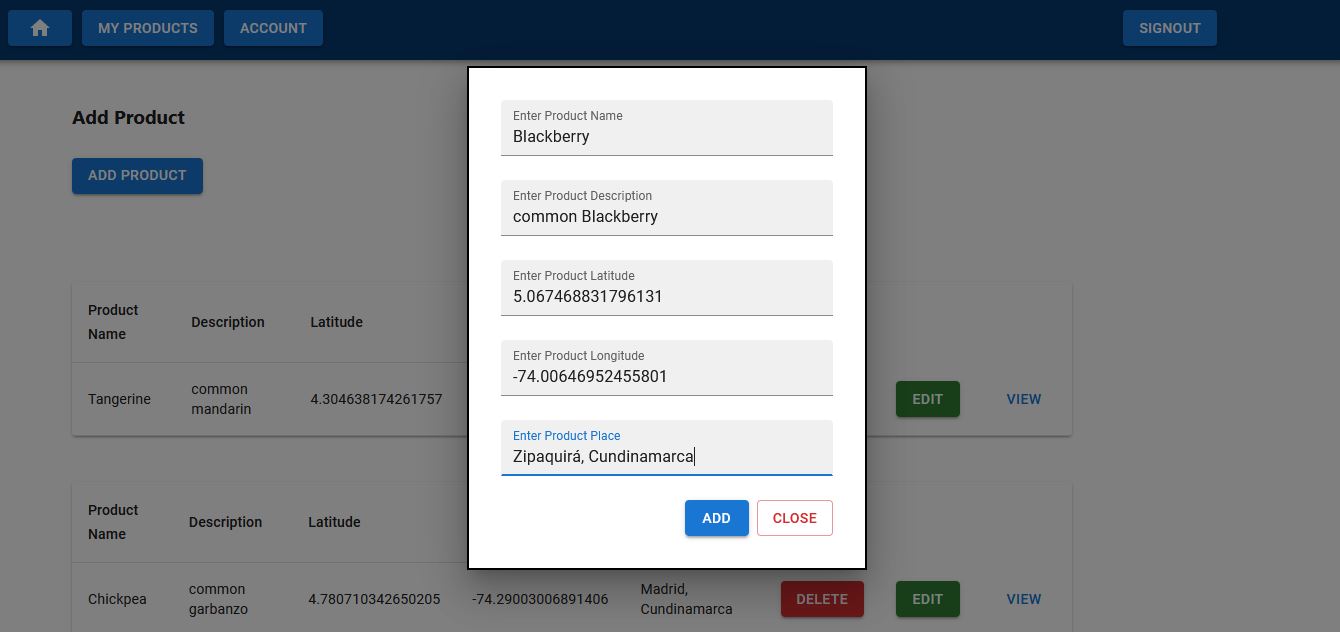 MY PRODUCTS
ACCOUNT
SIGNOUT
Add Product
ADD PRODUCT
Enter Product Name
Blackberry
Enter Product Description
common Blackberry
Enter Product Latitude
5.067468831796131
Enter Product Longitude
-74.00646952455801
Enter Product Place
Zipaquirá, Cundinamarca
ADD
CLOSE
Product
Name
Description
Latitude
Tangerine
common
mandarin
4.304638174261757
EDIT
VIEW
Product
Name
Description
Latitude
Chickpea
common
garbanzo
4.780710342650205
-74.29003006891406
Madrid,
Cundinamarca
DELETE
EDIT
VIEW